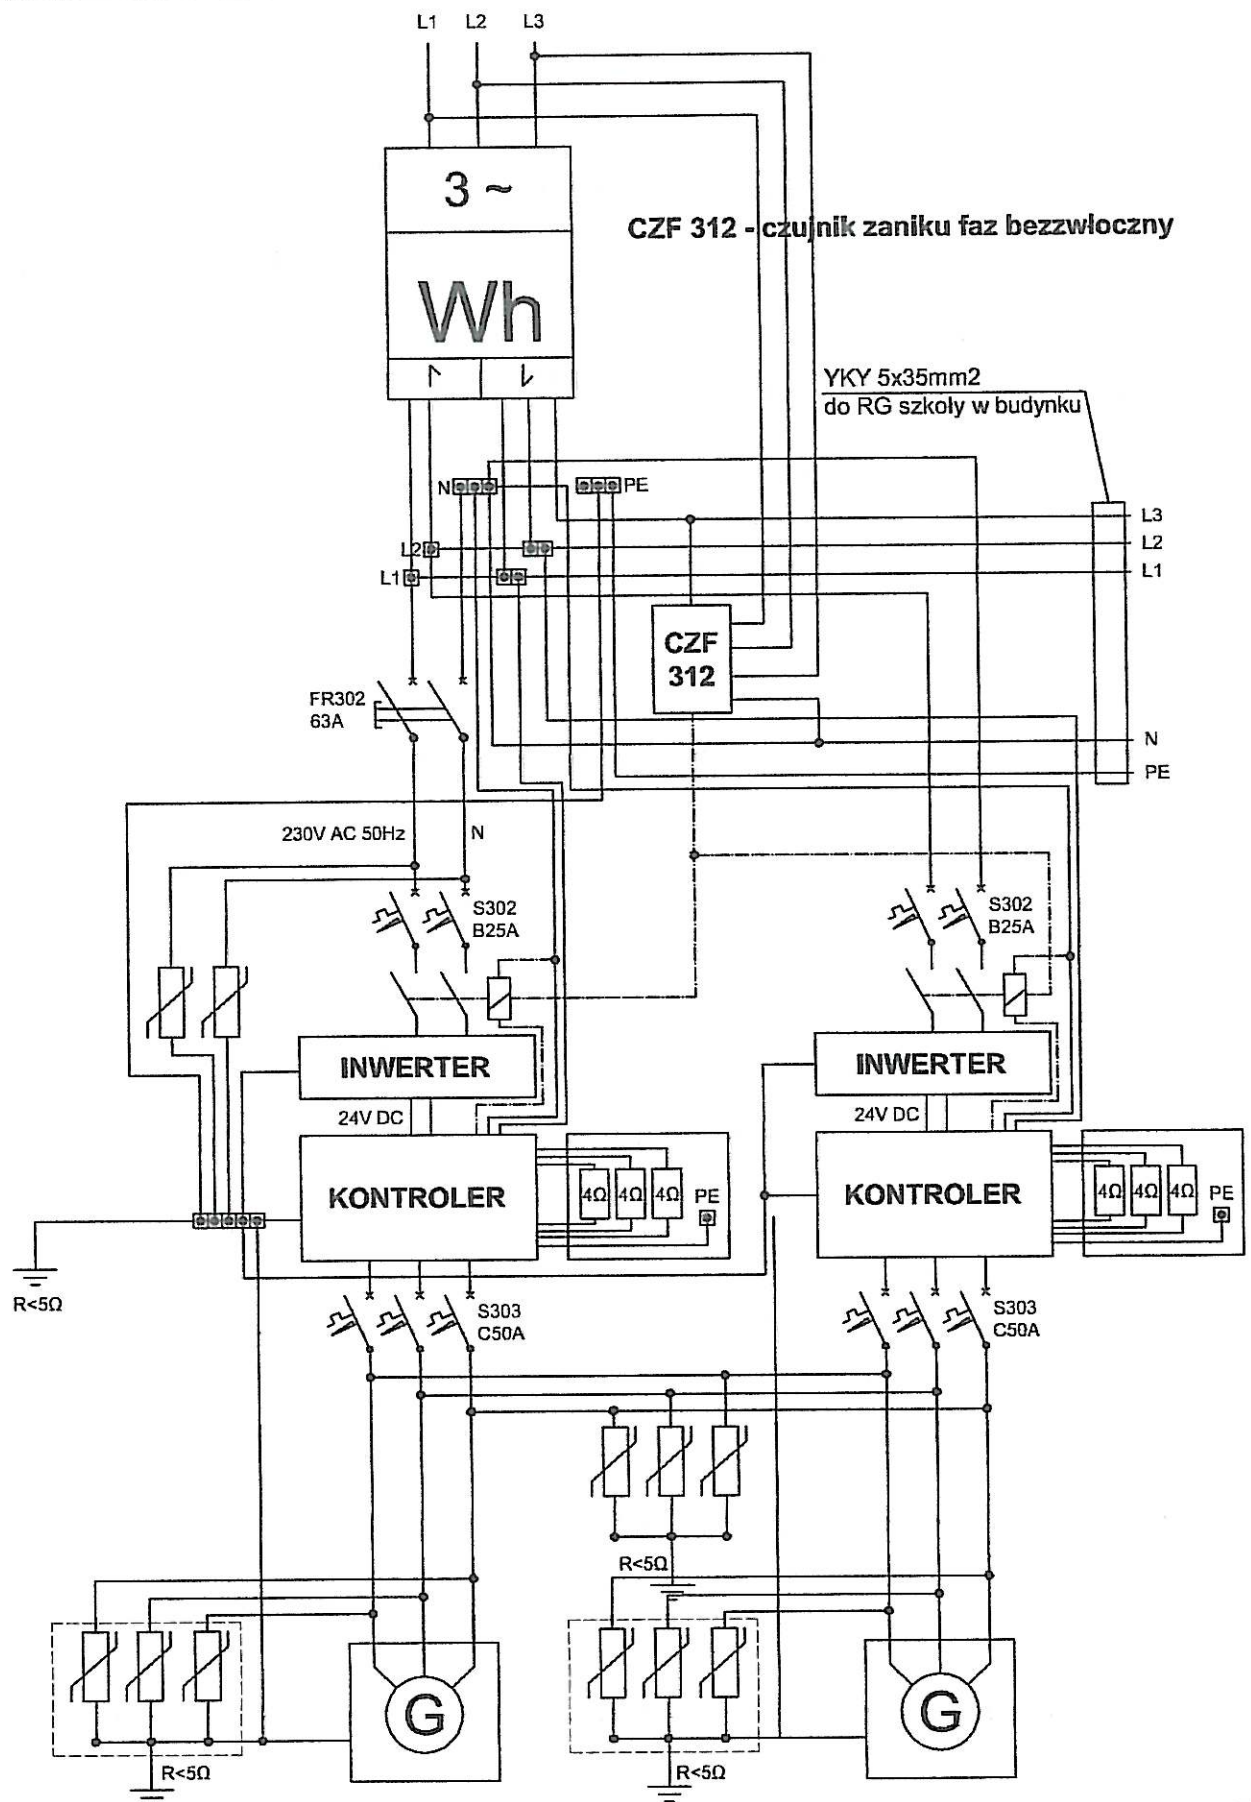 L1 L2 L3
3 ~
CZF 312 - czujnik zaniku faz bezzwłoczny
Wh
YKY 5x35mm2
do RG szkoły w budynku
N
PE
L3
L2
L2
L1
L1
CZF
312
FR302
63A
N
PE
230V AC 50Hz
N
S302
B25A
S302
B25A
INWERTER
INWERTER
24V DC
24V DC
KONTROLER
4Ω 4Ω 4Ω PE
KONTROLER
4Ω 4Ω 4Ω PE
R<5Ω
S303
C50A
S303
C50A
R<5Ω
G
G
R<5Ω
R<5Ω